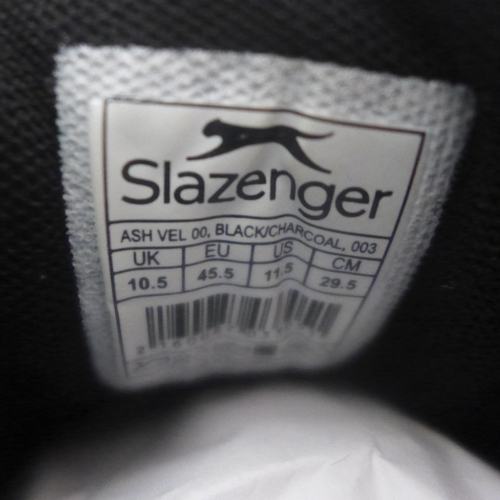 Slazenger
ASH VEL 00, BLACK/CHARCOAL, 003
UK EU US CM
10.5 45.5 11.5 29.5